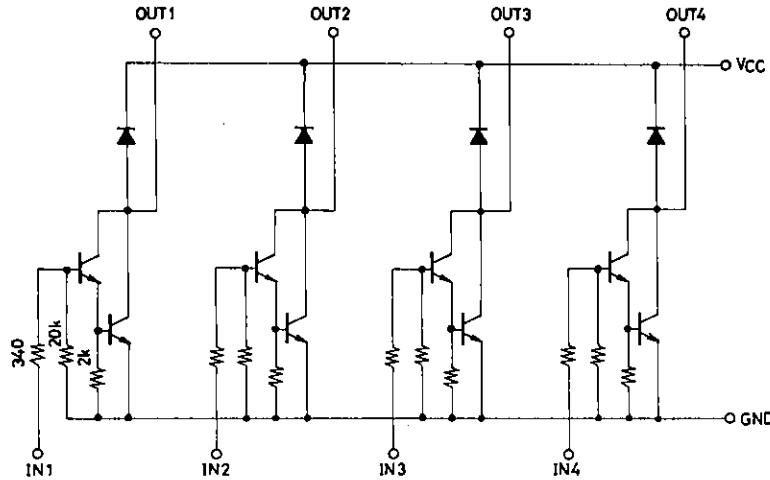 OUT1
OUT2
OUT3
OUT4
VCC
340
20k
2k
GND
IN1
IN2
IN3
IN4